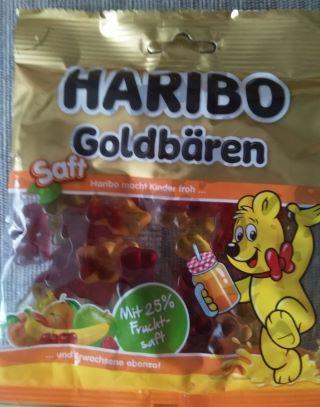 HARIBO
Goldbären
Saft
Haribo macht Kinder froh ...
Mit 25%
Frucht-
saft
... und Erwachsene ebenso!